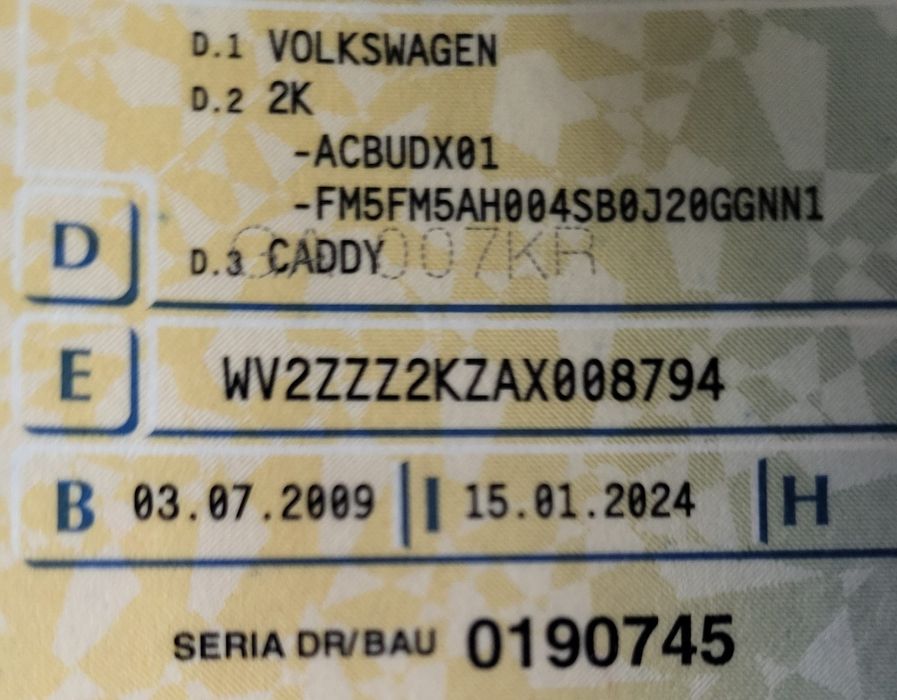 D.1 VOLKSWAGEN
D.2 2K
-ACBUDX01
-FM5FM5AH004SB0J20GGNN1
D
D.3 CADDY
E WV2ZZZ2KZAX008794
B 03.07.2009 I 15.01.2024 H
SERIA DR/BAU 0190745